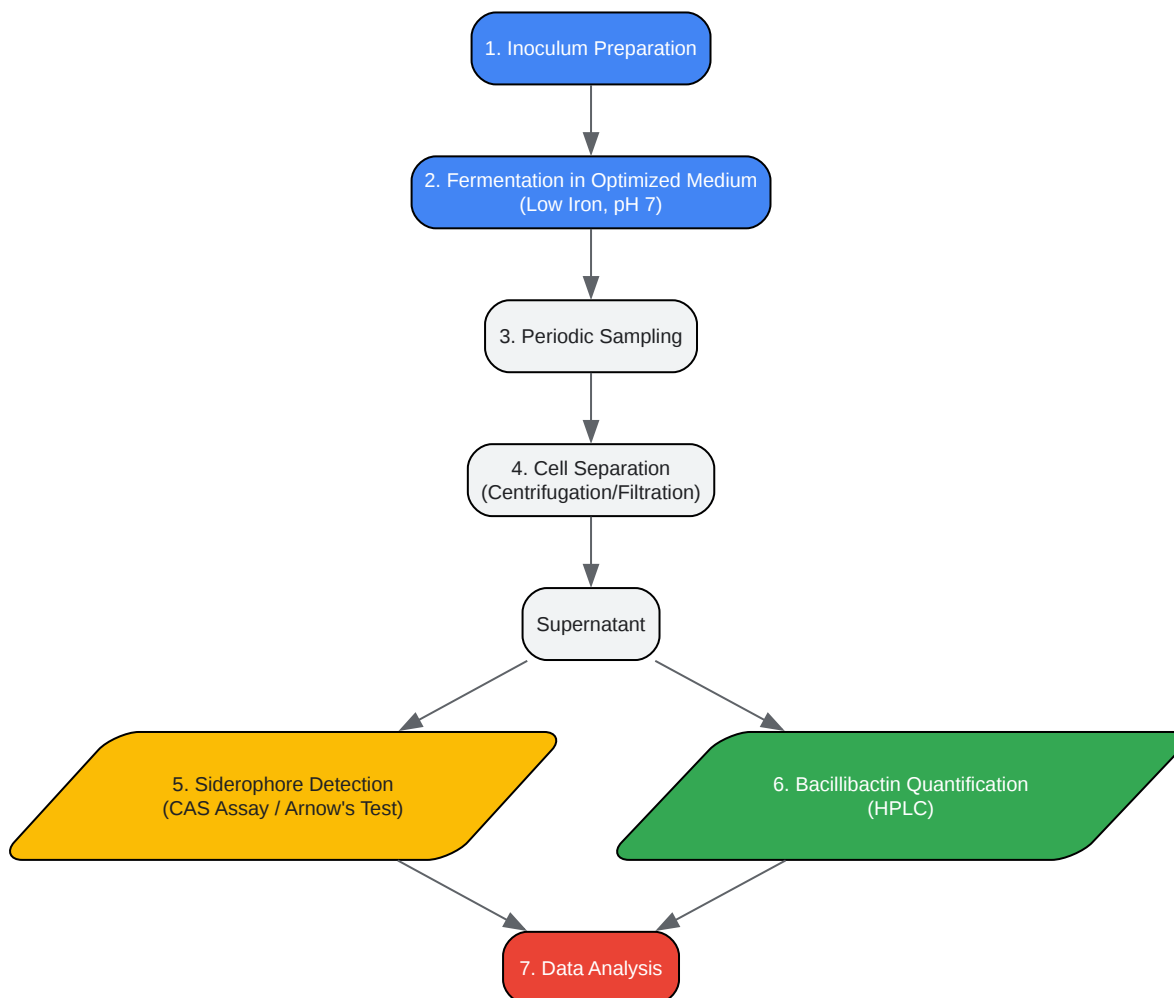 1. Inoculum Preparation
2. Fermentation in Optimized Medium
(Low Iron, pH 7)
3. Periodic Sampling
4. Cell Separation
(Centrifugation/Filtration)
Supernatant
5. Siderophore Detection
(CAS Assay / Arnow's Test)
6. Bacillibactin Quantification
(HPLC)
7. Data Analysis